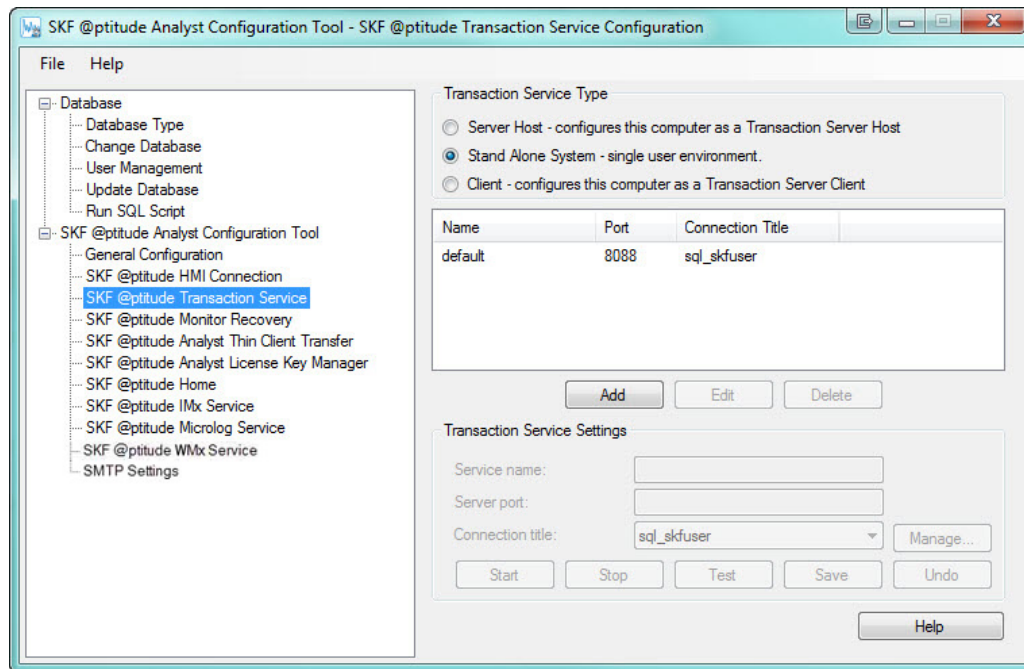 SKF @ptitude Analyst Configuration Tool - SKF @ptitude Transaction Service Configuration
File Help
Database
Database Type
Change Database
User Management
Update Database
Run SQL Script
SKF @ptitude Analyst Configuration Tool
General Configuration
SKF @ptitude HMI Connection
SKF @ptitude Transaction Service
SKF @ptitude Monitor Recovery
SKF @ptitude Analyst Thin Client Transfer
SKF @ptitude Analyst License Key Manager
SKF @ptitude Home
SKF @ptitude IMx Service
SKF @ptitude Microlog Service
SKF @ptitude WMx Service
SMTP Settings
Transaction Service Type
Server Host - configures this computer as a Transaction Server Host
Stand Alone System - single user environment.
Client - configures this computer as a Transaction Server Client
Name Port Connection Title
default 8088 sql_skfuser
Add Edit Delete
Transaction Service Settings
Service name:
Server port:
Connection title: sql_skfuser Manage...
Start Stop Test Save Undo
Help